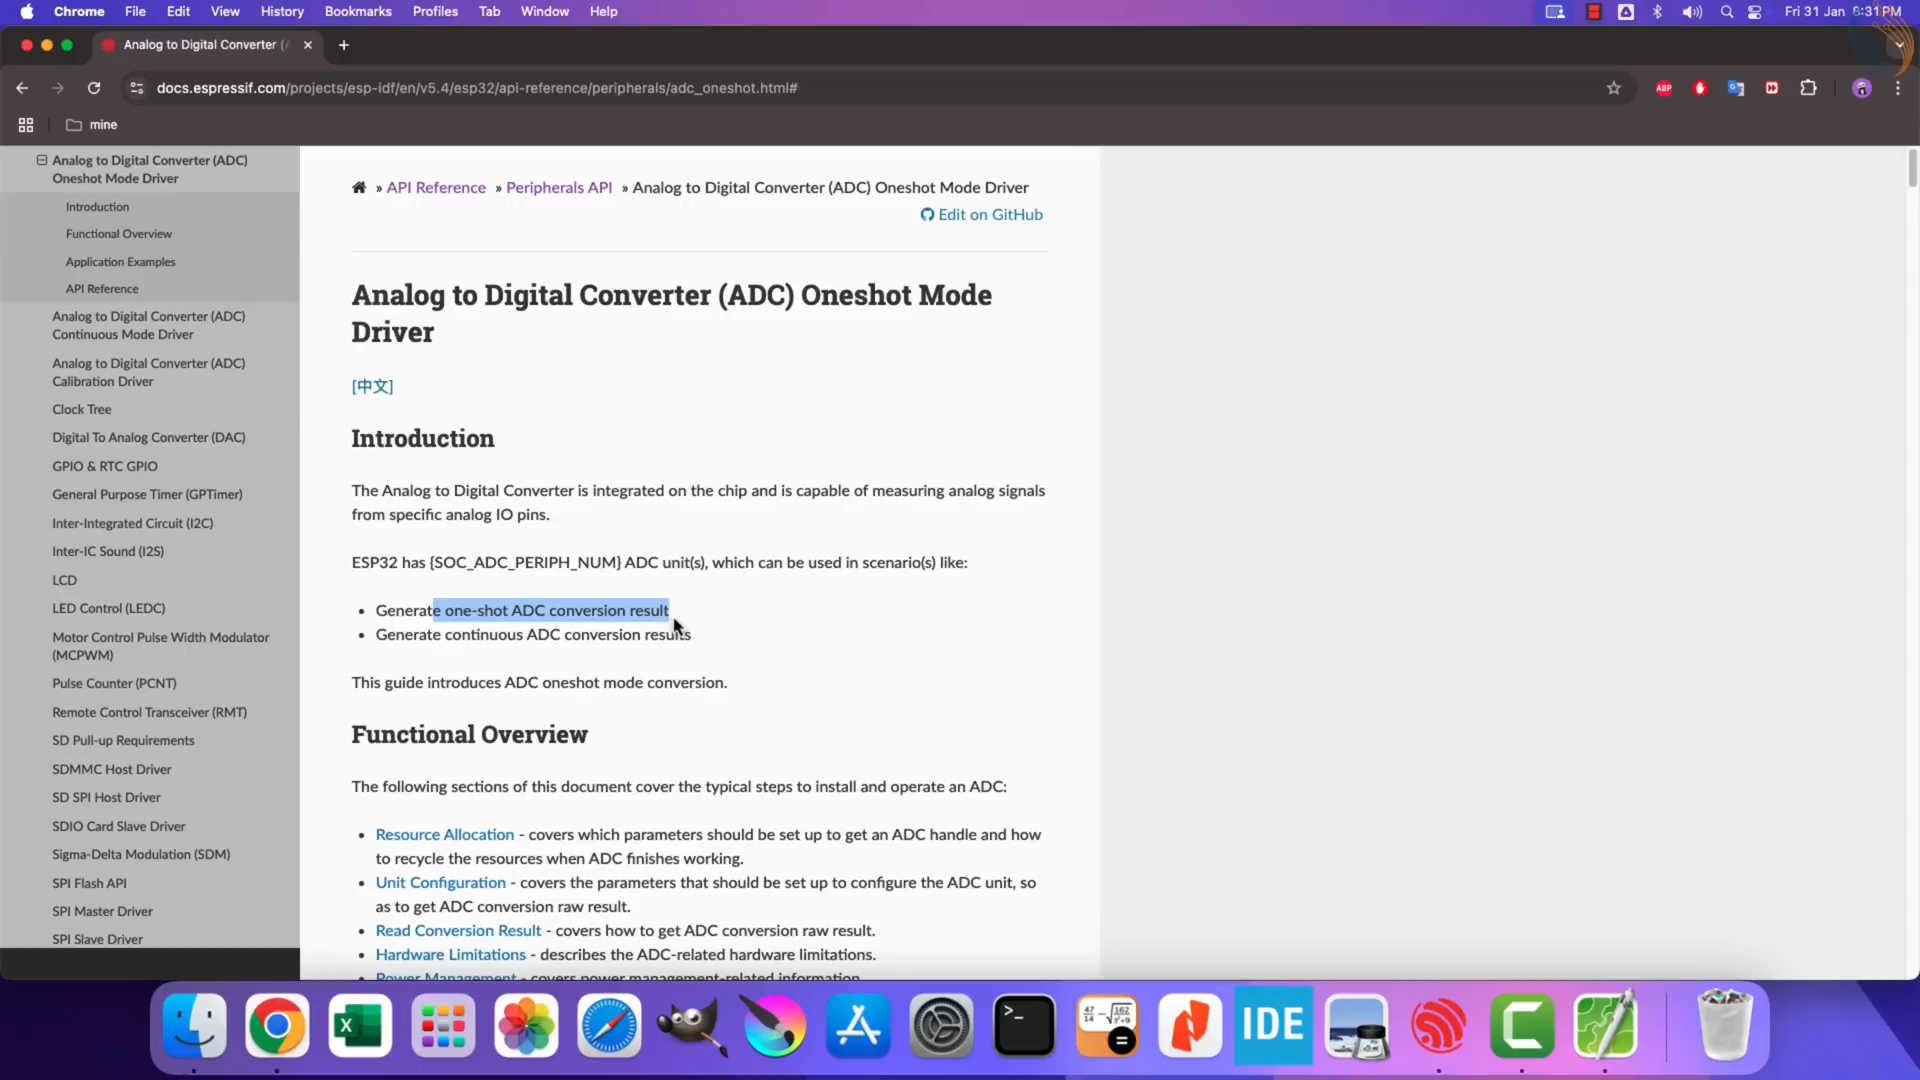 Chrome File Edit View History Bookmarks Profiles Tab Window Help Fri 31 Jan 8:31PM
Analog to Digital Converter (A
docs.espressif.com/projects/esp-idf/en/v5.4/esp32/api-reference/peripherals/adc_oneshot.html#
ABP
mine
Analog to Digital Converter (ADC)
Oneshot Mode Driver
Introduction
Functional Overview
Application Examples
API Reference
Analog to Digital Converter (ADC)
Continuous Mode Driver
Analog to Digital Converter (ADC)
Calibration Driver
Clock Tree
Digital To Analog Converter (DAC)
GPIO & RTC GPIO
General Purpose Timer (GPTimer)
Inter-Integrated Circuit (I2C)
Inter-IC Sound (I2S)
LCD
LED Control (LEDC)
Motor Control Pulse Width Modulator
(MCPWM)
Pulse Counter (PCNT)
Remote Control Transceiver (RMT)
SD Pull-up Requirements
SDMMC Host Driver
SD SPI Host Driver
SDIO Card Slave Driver
Sigma-Delta Modulation (SDM)
SPI Flash API
SPI Master Driver
SPI Slave Driver
» API Reference » Peripherals API » Analog to Digital Converter (ADC) Oneshot Mode Driver
Edit on GitHub
Analog to Digital Converter (ADC) Oneshot Mode
Driver
[中文]
Introduction
The Analog to Digital Converter is integrated on the chip and is capable of measuring analog signals
from specific analog IO pins.
ESP32 has {SOC_ADC_PERIPH_NUM} ADC unit(s), which can be used in scenario(s) like:
• Generate one-shot ADC conversion result
• Generate continuous ADC conversion results
This guide introduces ADC oneshot mode conversion.
Functional Overview
The following sections of this document cover the typical steps to install and operate an ADC:
• Resource Allocation - covers which parameters should be set up to get an ADC handle and how
to recycle the resources when ADC finishes working.
• Unit Configuration - covers the parameters that should be set up to configure the ADC unit, so
as to get ADC conversion raw result.
• Read Conversion Result - covers how to get ADC conversion raw result.
• Hardware Limitations - describes the ADC-related hardware limitations.
• Power Management - covers power management-related information.
IDE